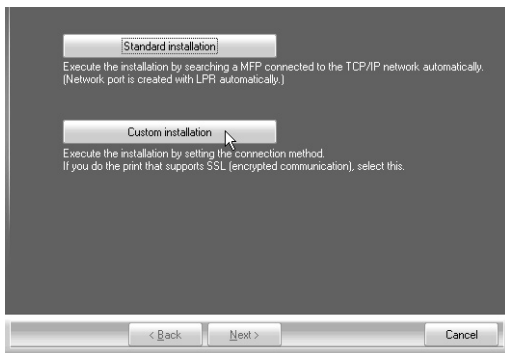 Standard installation
Execute the installation by searching a MFP connected to the TCP/IP network automatically.
(Network port is created with LPR automatically.)
Custom installation
Execute the installation by setting the connection method.
If you do the print that supports SSL (encrypted communication), select this.
< Back Next > Cancel